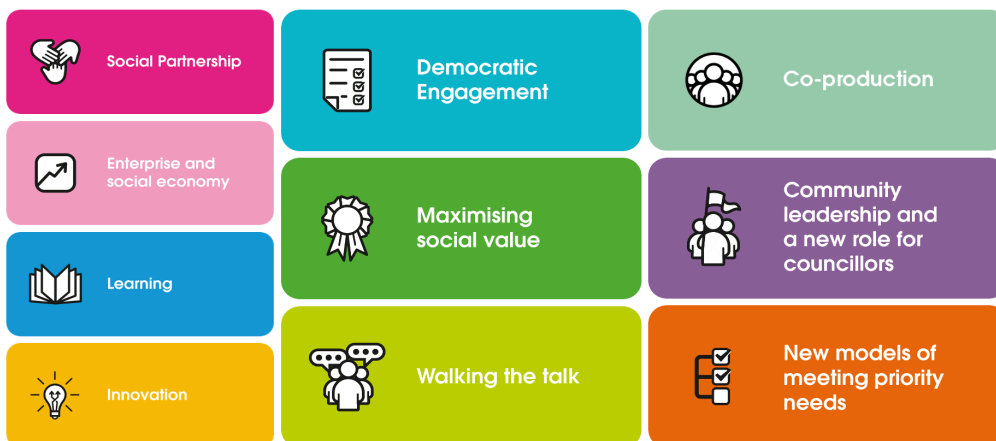 Social Partnership
Enterprise and
social economy
Learning
Innovation
Democratic
Engagement
Maximising
social value
Walking the talk
Co-production
Community
leadership and
a new role for
councillors
New models of
meeting priority
needs